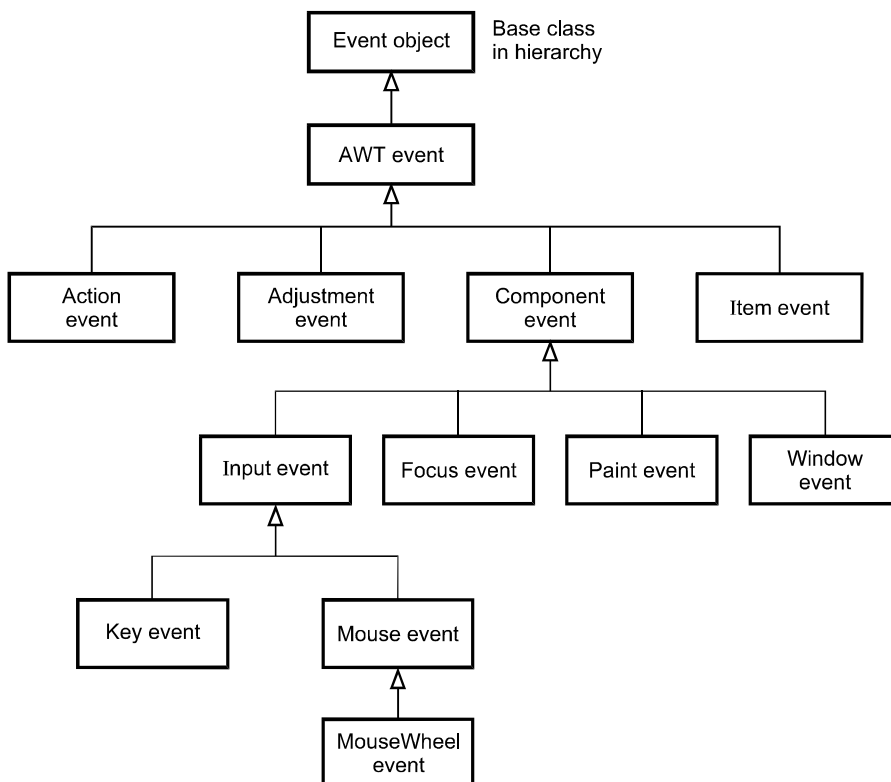 Event object
Base class
in hierarchy
AWT event
Action
event
Adjustment
event
Component
event
Item event
Input event
Focus event
Paint event
Window
event
Key event
Mouse event
MouseWheel
event